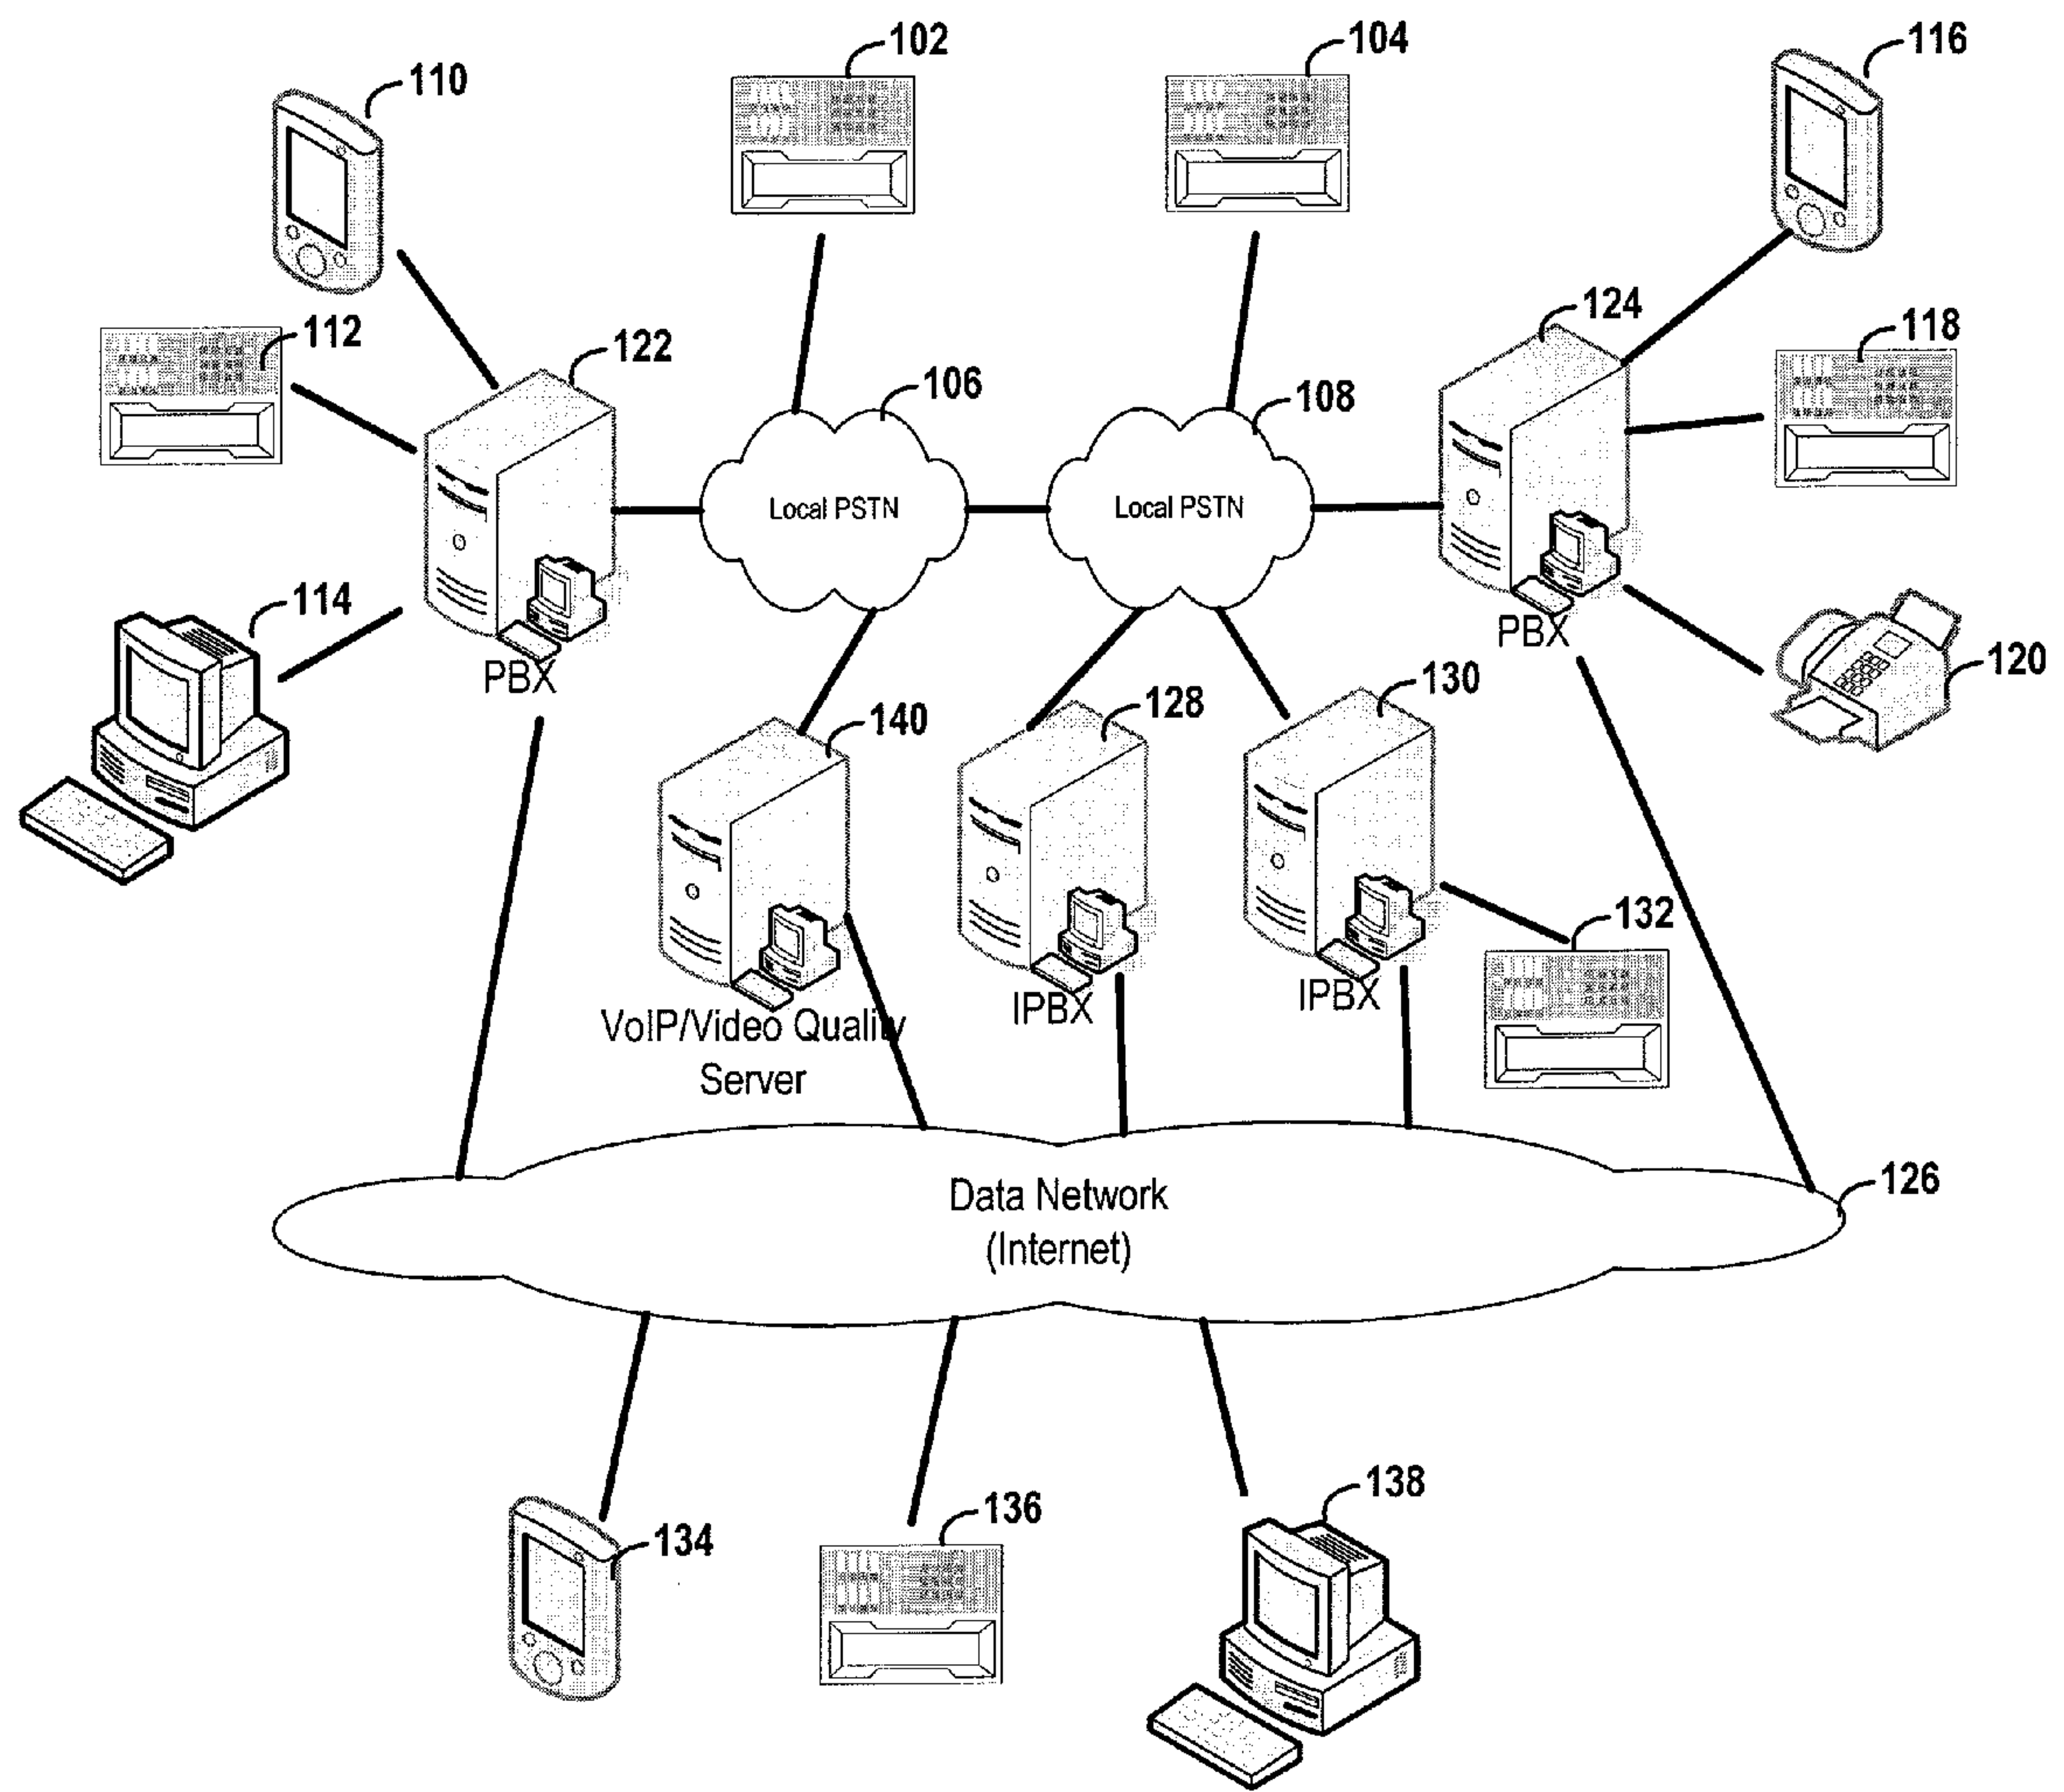 102
104
116
110
124
112
122
106
108
118
Local PSTN
Local PSTN
114
PBX
PBX
120
140
128
130
132
VoIP/Video Quality
Server
IPBX
IPBX
Data Network
(Internet)
126
134
136
138